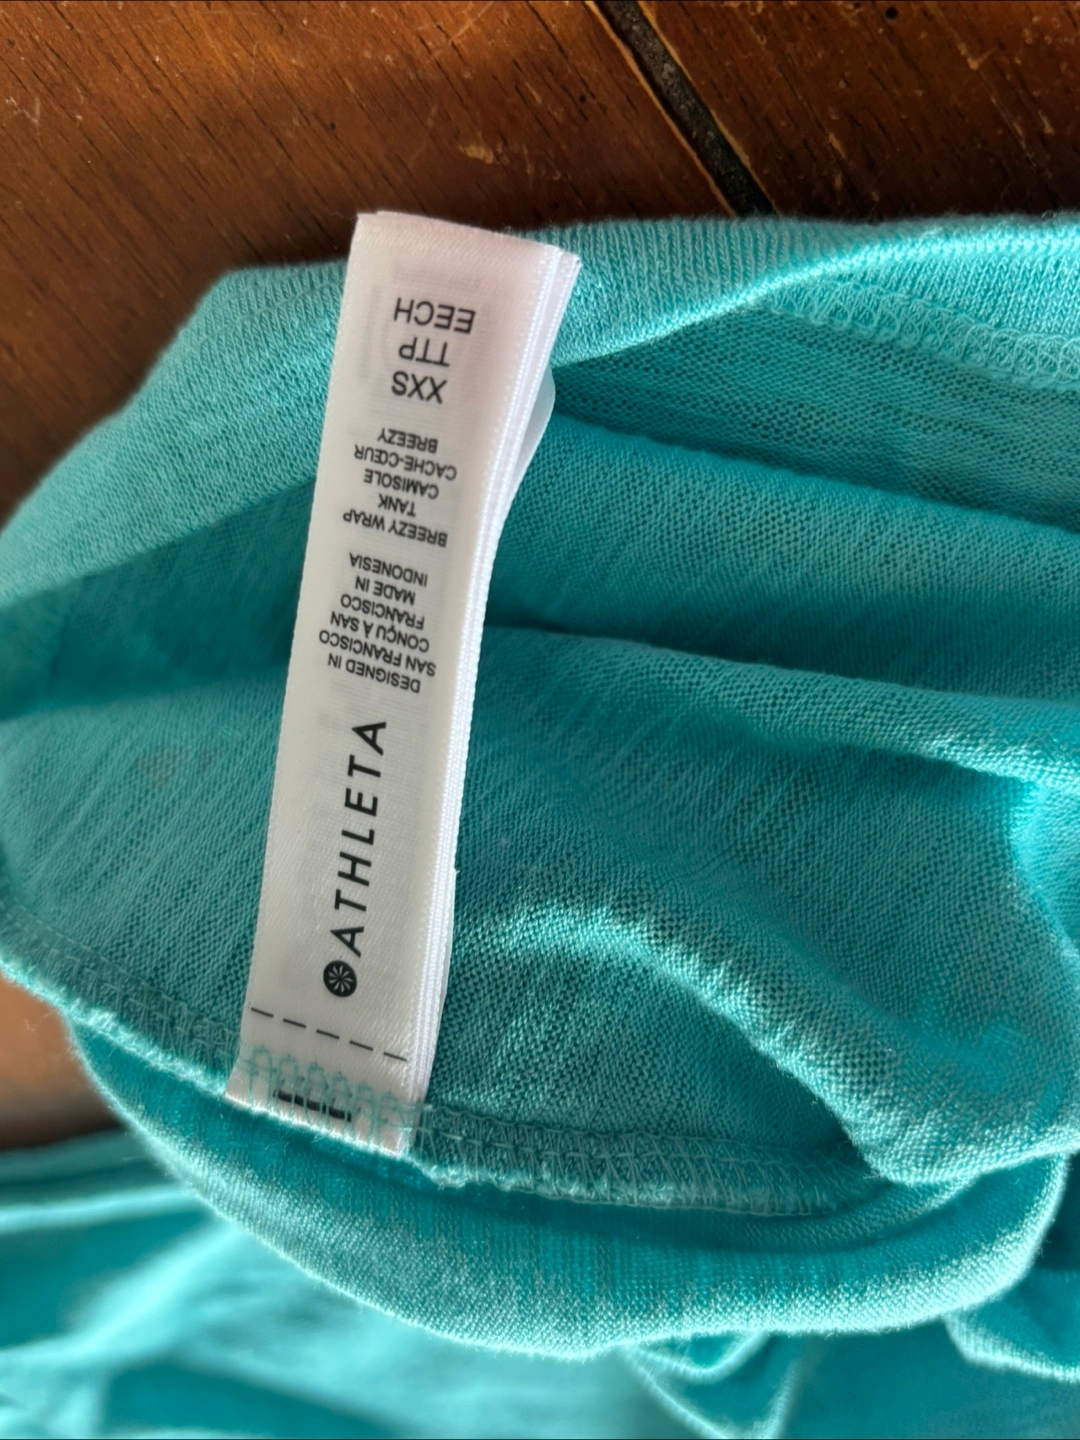 ATHLETA
DESIGNED IN
SAN FRANCISCO
CONÇU À SAN
FRANCISCO
MADE IN
INDONESIA
BREEZY WRAP
TANK
CAMISOLE
CACHE-CŒUR
BREEZY
XXS
TTP
EECH